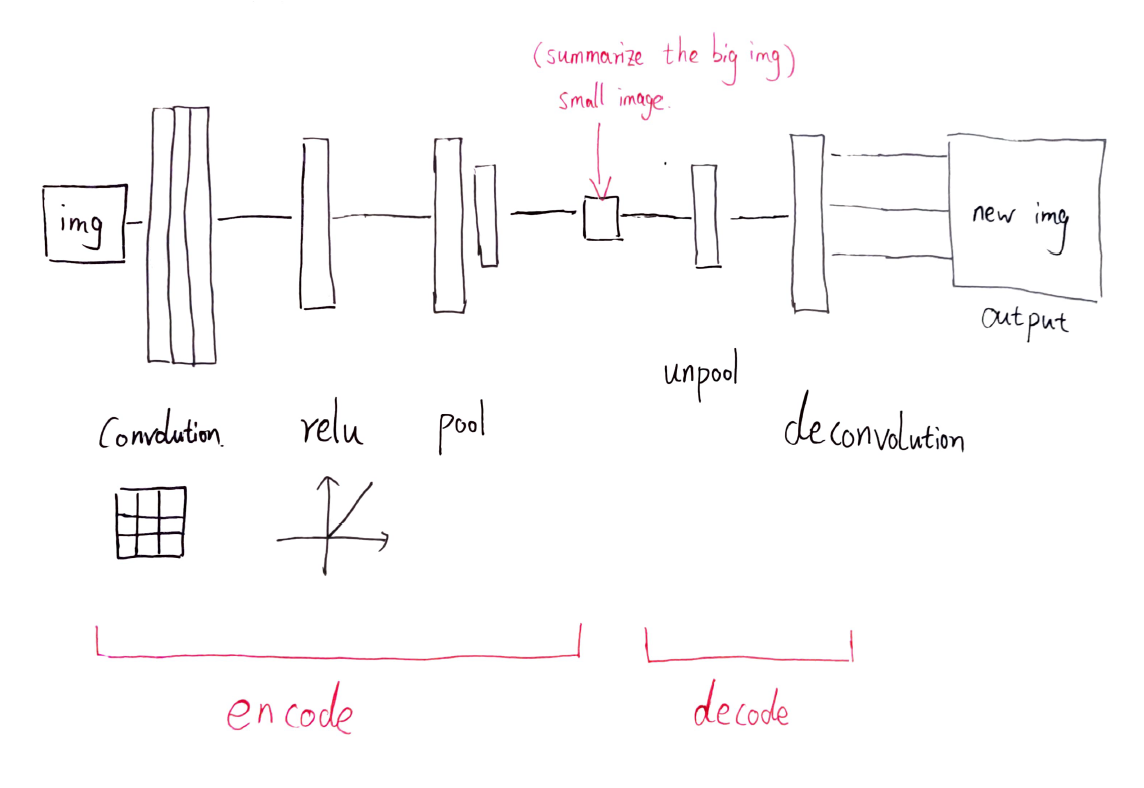 (summarize the big img)
small image.
img
new img
output
unpool
Convolution.
relu
pool
deconvolution
encode
decode